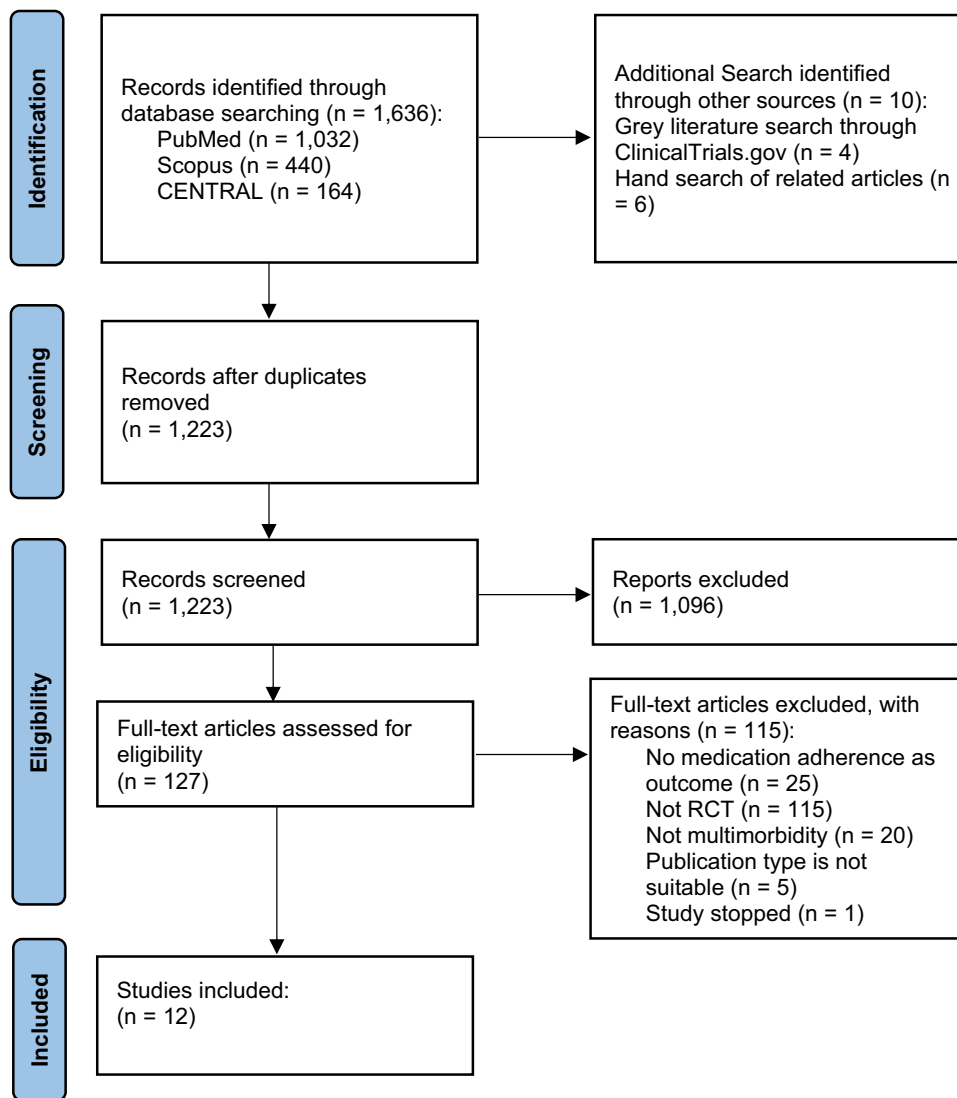 Identification
Records identified through
database searching (n = 1,636):
PubMed (n = 1,032)
Scopus (n = 440)
CENTRAL (n = 164)
Additional Search identified
through other sources (n = 10):
Grey literature search through
ClinicalTrials.gov (n = 4)
Hand search of related articles (n
= 6)
Screening
Records after duplicates
removed
(n = 1,223)
Eligibility
Records screened
(n = 1,223)
Reports excluded
(n = 1,096)
Full-text articles assessed for
eligibility
(n = 127)
Full-text articles excluded, with
reasons (n = 115):
No medication adherence as
outcome (n = 25)
Not RCT (n = 115)
Not multimorbidity (n = 20)
Publication type is not
suitable (n = 5)
Study stopped (n = 1)
Included
Studies included:
(n = 12)